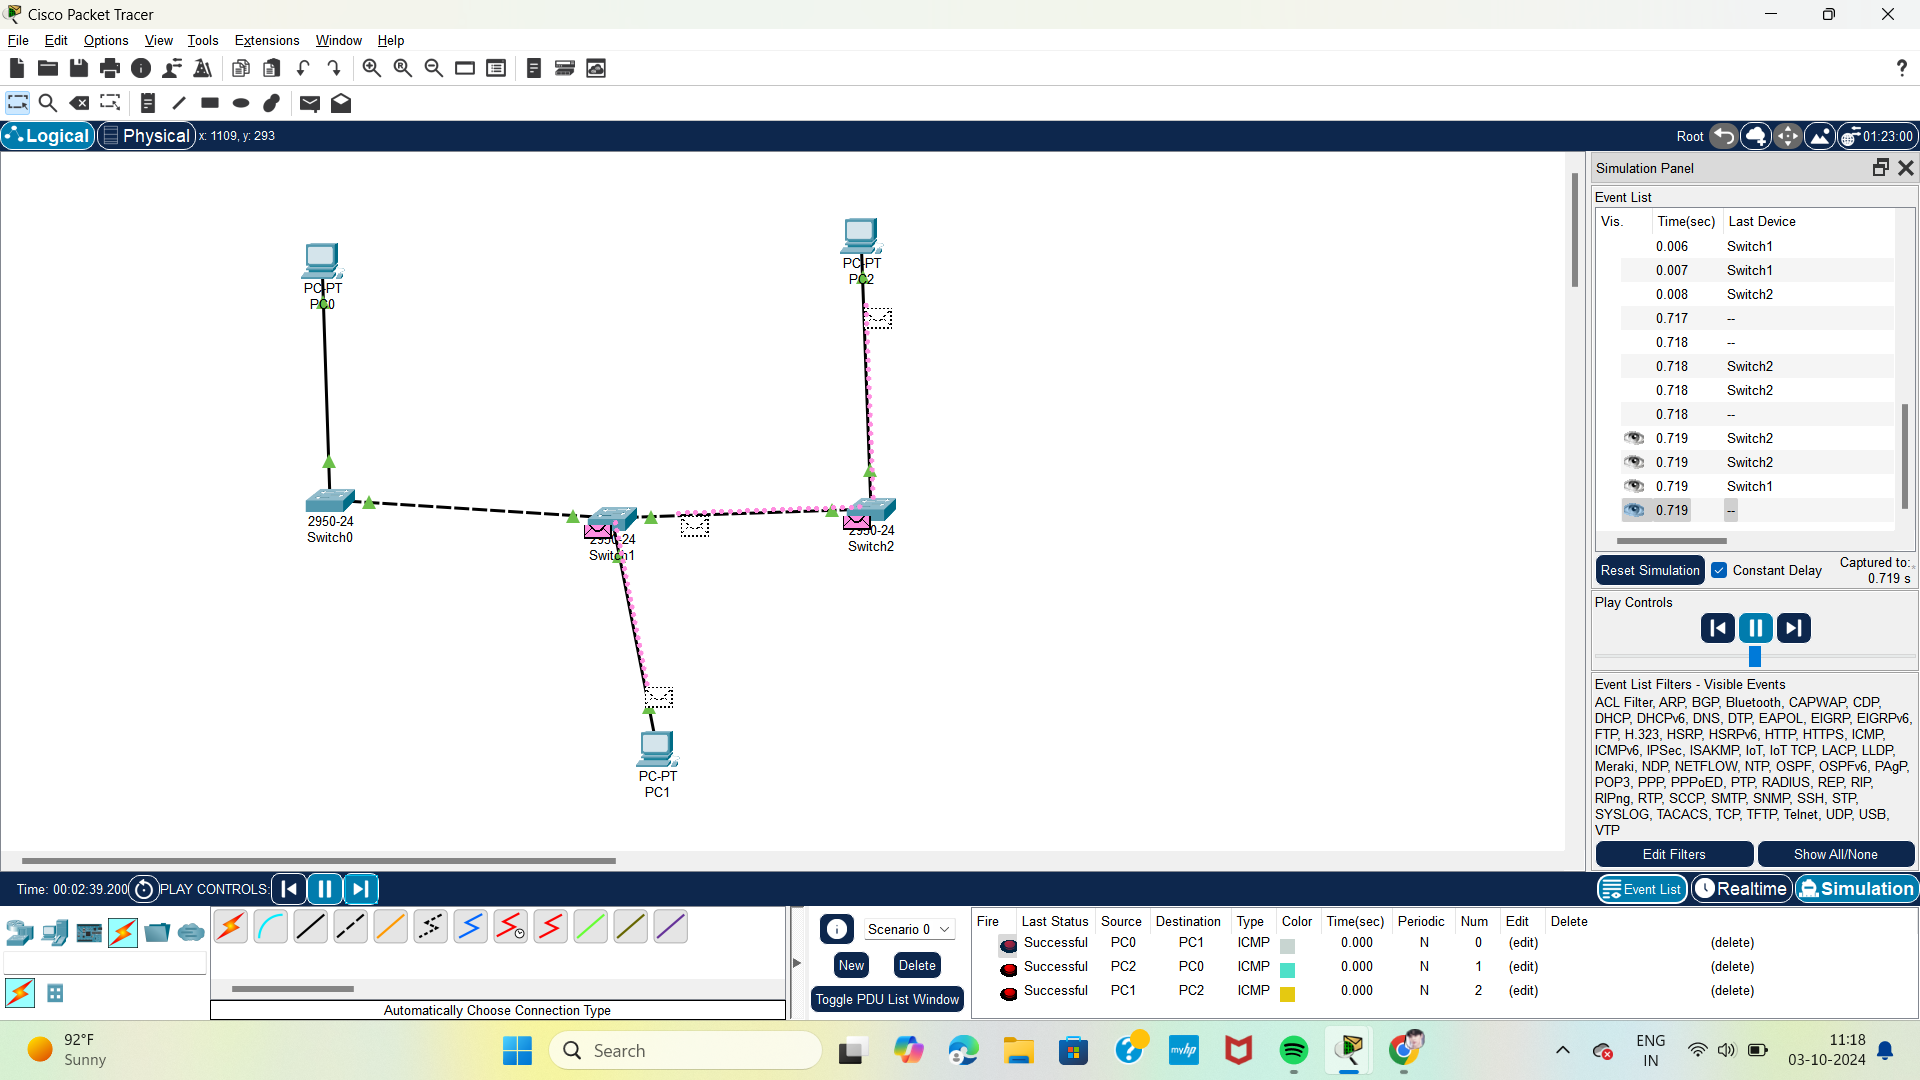 Cisco Packet Tracer
File Edit Options View Tools Extensions Window Help
?
Logical Physical x: 1109, y: 293
Root 01:23:00
PC-PT
PC0
PC-PT
PC2
2950-24
Switch0
2950-24
Switch1
2950-24
Switch2
PC-PT
PC1
Simulation Panel
Event List
Vis. Time(sec) Last Device
0.006 Switch1
0.007 Switch1
0.008 Switch2
0.717 --
0.718 --
0.718 Switch2
0.718 Switch2
0.718 --
0.719 Switch2
0.719 Switch2
0.719 Switch1
0.719 --
Reset Simulation Constant Delay Captured to:
0.719 s
Play Controls
Event List Filters - Visible Events
ACL Filter, ARP, BGP, Bluetooth, CAPWAP, CDP,
DHCP, DHCPv6, DNS, DTP, EAPOL, EIGRP, EIGRPv6,
FTP, H.323, HSRP, HSRPv6, HTTP, HTTPS, ICMP,
ICMPv6, IPSec, ISAKMP, IoT, IoT TCP, LACP, LLDP,
Meraki, NDP, NETFLOW, NTP, OSPF, OSPFv6, PAgP,
POP3, PPP, PPPoED, PTP, RADIUS, REP, RIP,
RIPng, RTP, SCCP, SMTP, SNMP, SSH, STP,
SYSLOG, TACACS, TCP, TFTP, Telnet, UDP, USB,
VTP
Edit Filters Show All/None
Time: 00:02:39.200 PLAY CONTROLS:
Event List Realtime Simulation
Automatically Choose Connection Type
Scenario 0
New Delete
Toggle PDU List Window
Fire Last Status Source Destination Type Color Time(sec) Periodic Num Edit Delete
Successful PC0 PC1 ICMP 0.000 N 0 (edit) (delete)
Successful PC2 PC0 ICMP 0.000 N 1 (edit) (delete)
Successful PC1 PC2 ICMP 0.000 N 2 (edit) (delete)
92°F
Sunny
Search
myhp
ENG
IN
11:18
03-10-2024